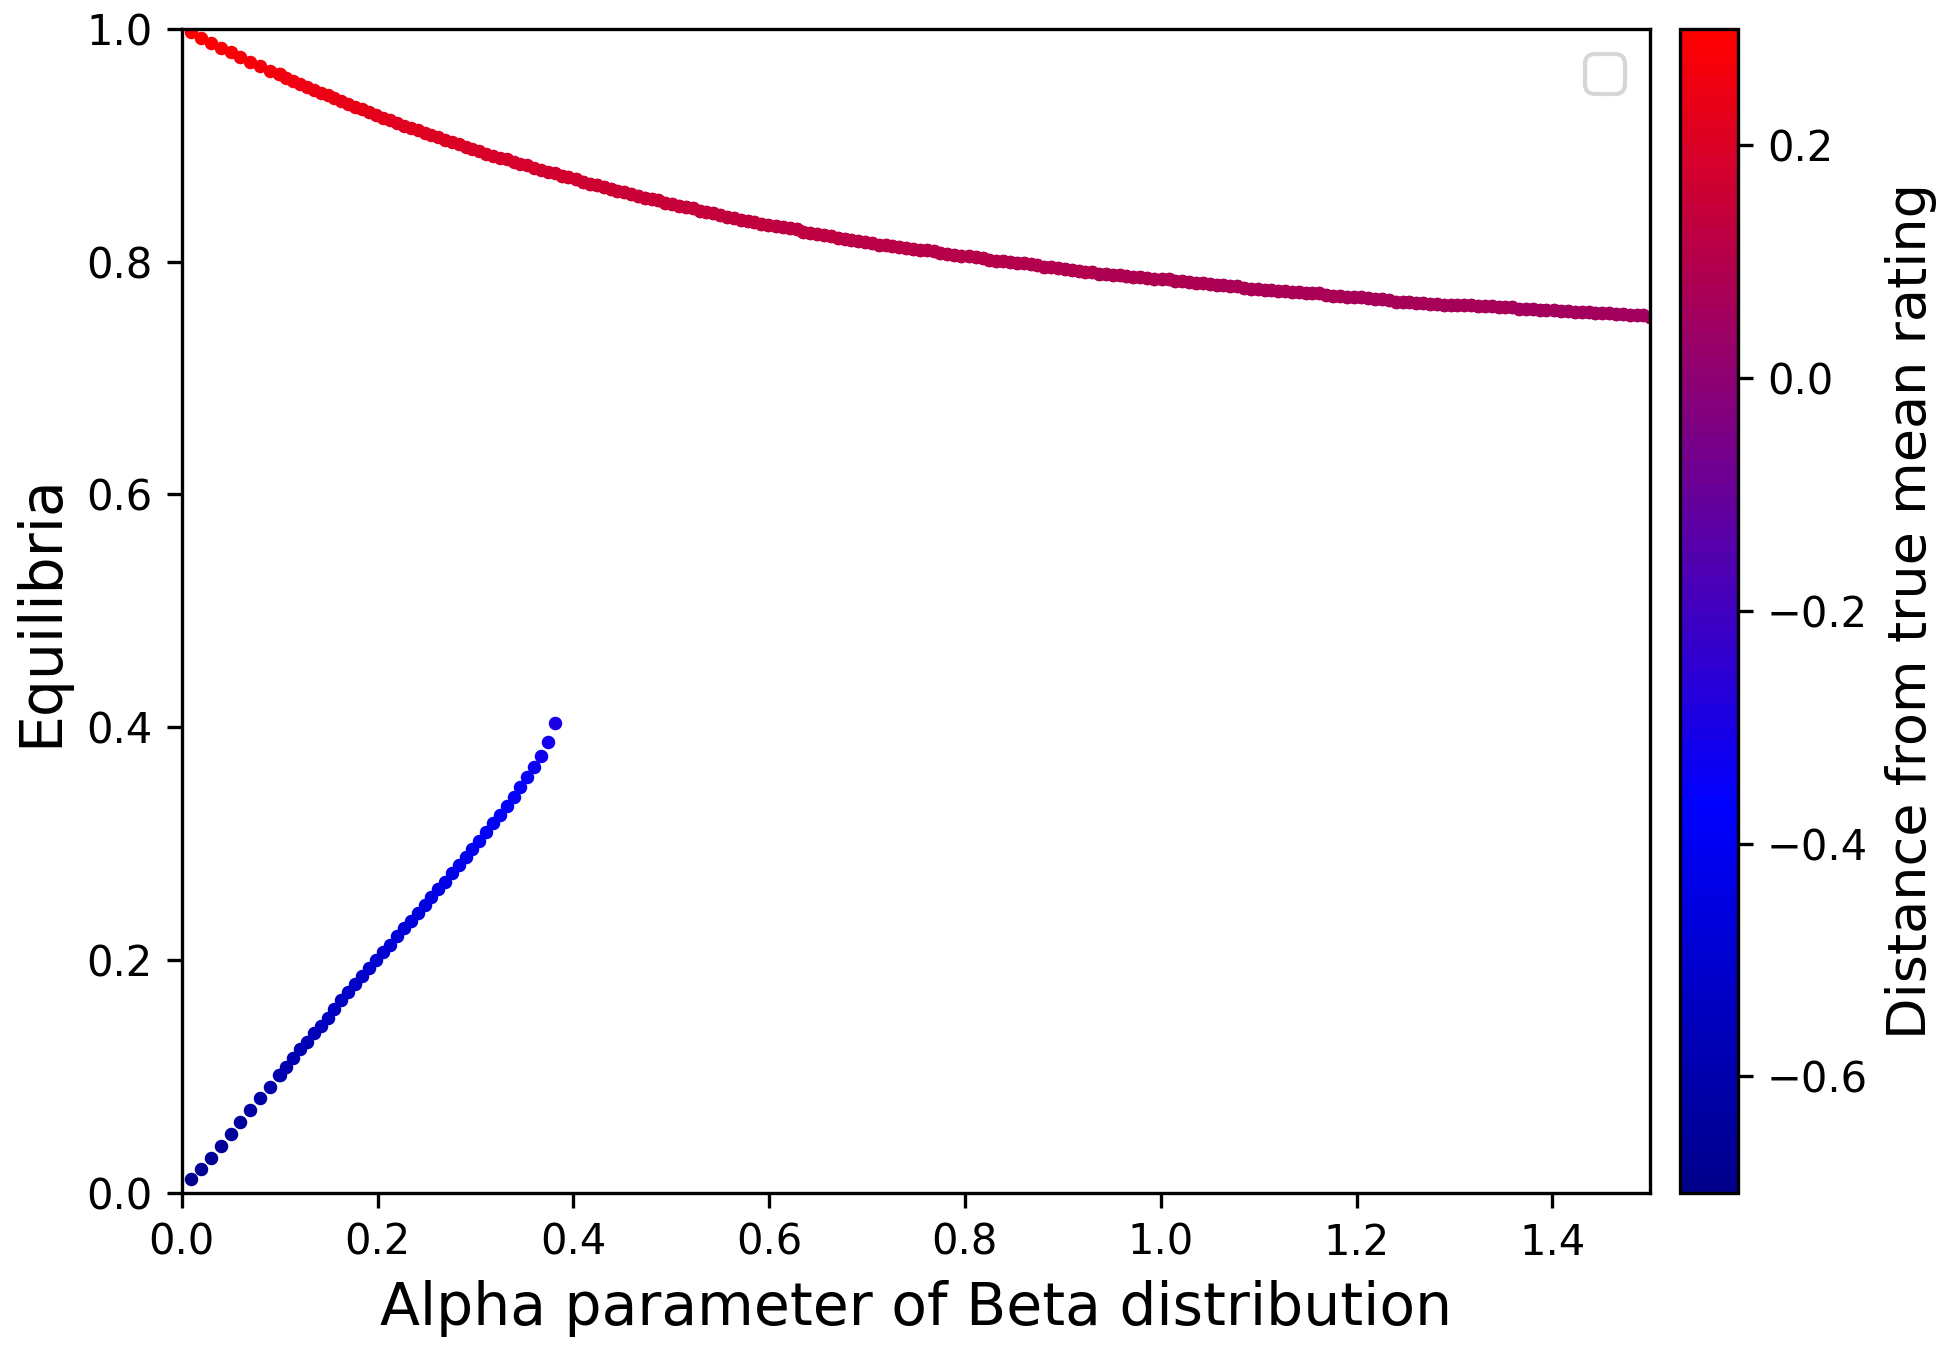 1.0
0.8
0.6
0.4
0.2
0.0
Equilibria
0.0 0.2 0.4 0.6 0.8 1.0 1.2 1.4
Alpha parameter of Beta distribution
0.2
0.0
−0.2
−0.4
−0.6
Distance from true mean rating